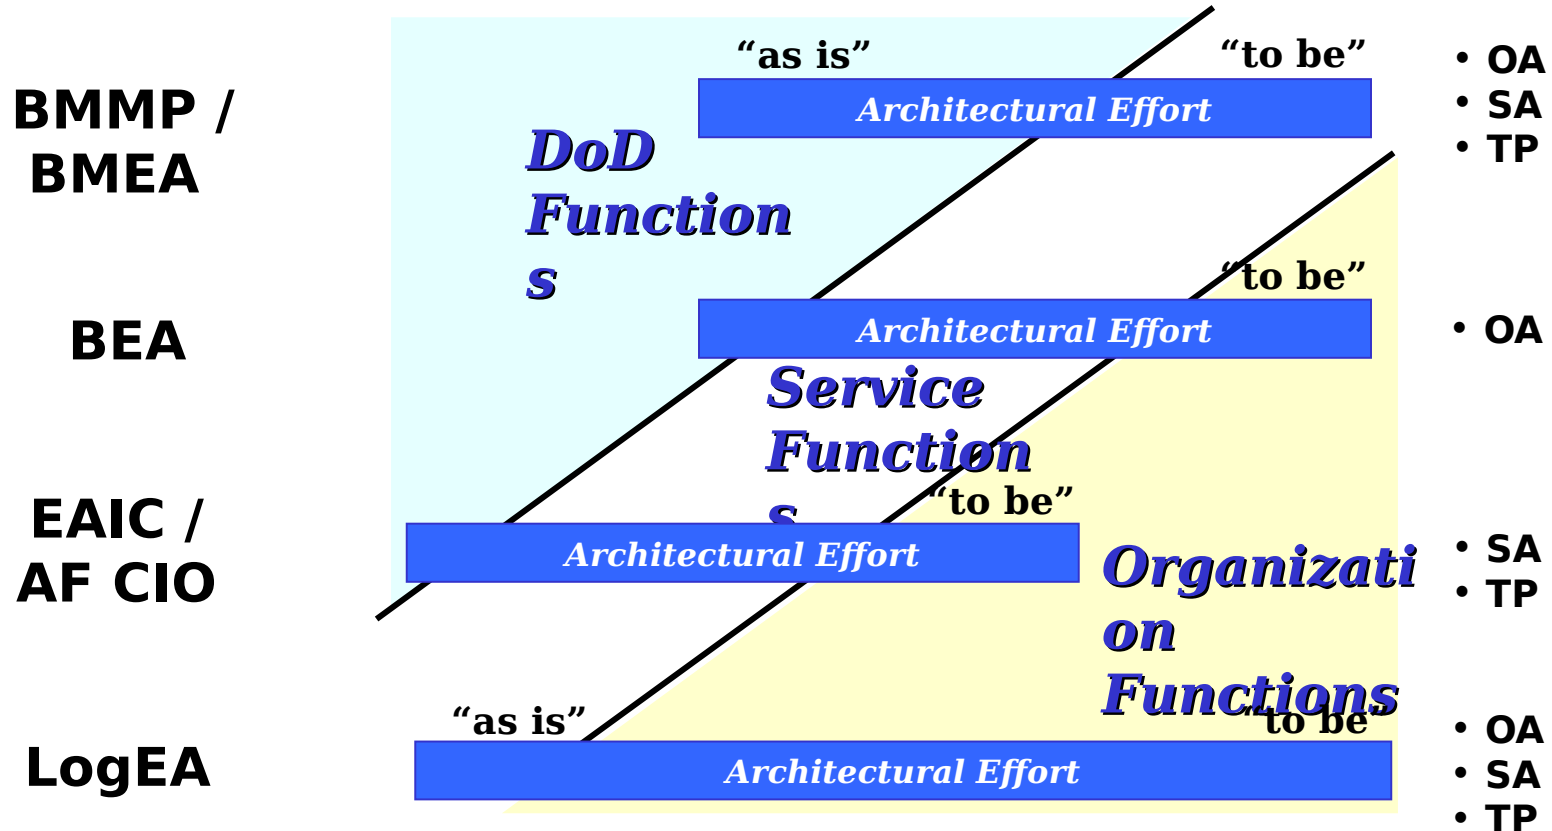 “as is”
“to be”
• OA
BMMP /
BMEA
Architectural Effort
• SA
• TP
DoD
Function
s
“to be”
BEA
Architectural Effort
• OA
Service
Function
s
“to be”
EAIC /
AF CIO
Architectural Effort
• SA
• TP
Organizati
on
Functions
“as is”
“to be”
LogEA
Architectural Effort
• OA
• SA
• TP